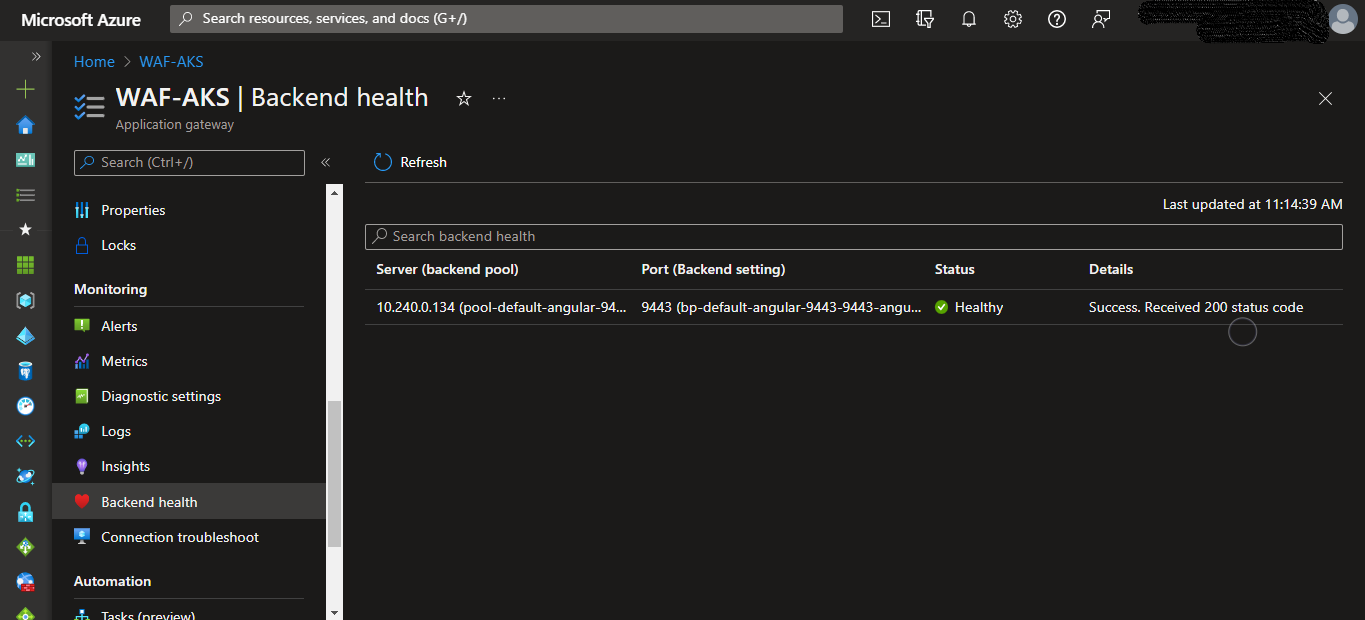 Microsoft Azure
Search resources, services, and docs (G+/)
Home > WAF-AKS
WAF-AKS | Backend health
Application gateway
Search (Ctrl+/)
Properties
Locks
Monitoring
Alerts
Metrics
Diagnostic settings
Logs
Insights
Backend health
Connection troubleshoot
Automation
Tasks (preview)
Refresh
Last updated at 11:14:39 AM
Search backend health
Server (backend pool) Port (Backend setting) Status Details
10.240.0.134 (pool-default-angular-94... 9443 (bp-default-angular-9443-9443-angu... Healthy Success. Received 200 status code